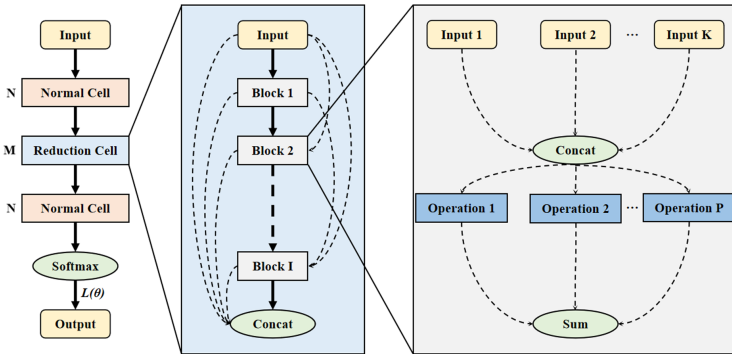 Input
N
Normal Cell
M
Reduction Cell
N
Normal Cell
Softmax
L(θ)
Output
Input
Block 1
Block 2
Block I
Concat
Input 1
Input 2
...
Input K
Concat
Operation 1
Operation 2
...
Operation P
Sum